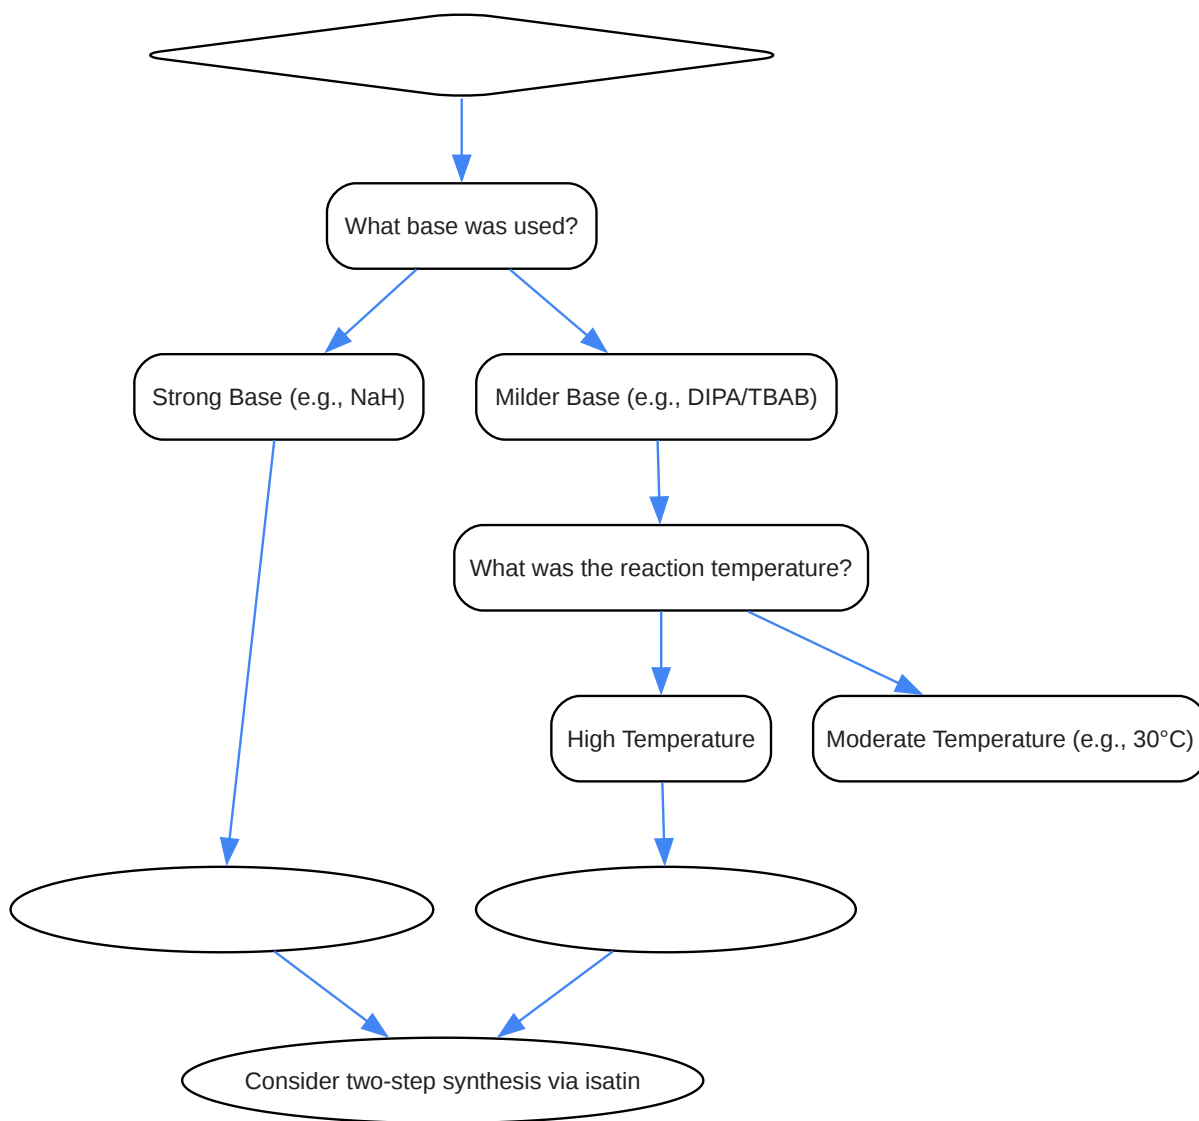 What base was used?
Strong Base (e.g., NaH)
Milder Base (e.g., DIPA/TBAB)
What was the reaction temperature?
High Temperature
Moderate Temperature (e.g., 30°C)
Consider two-step synthesis via isatin